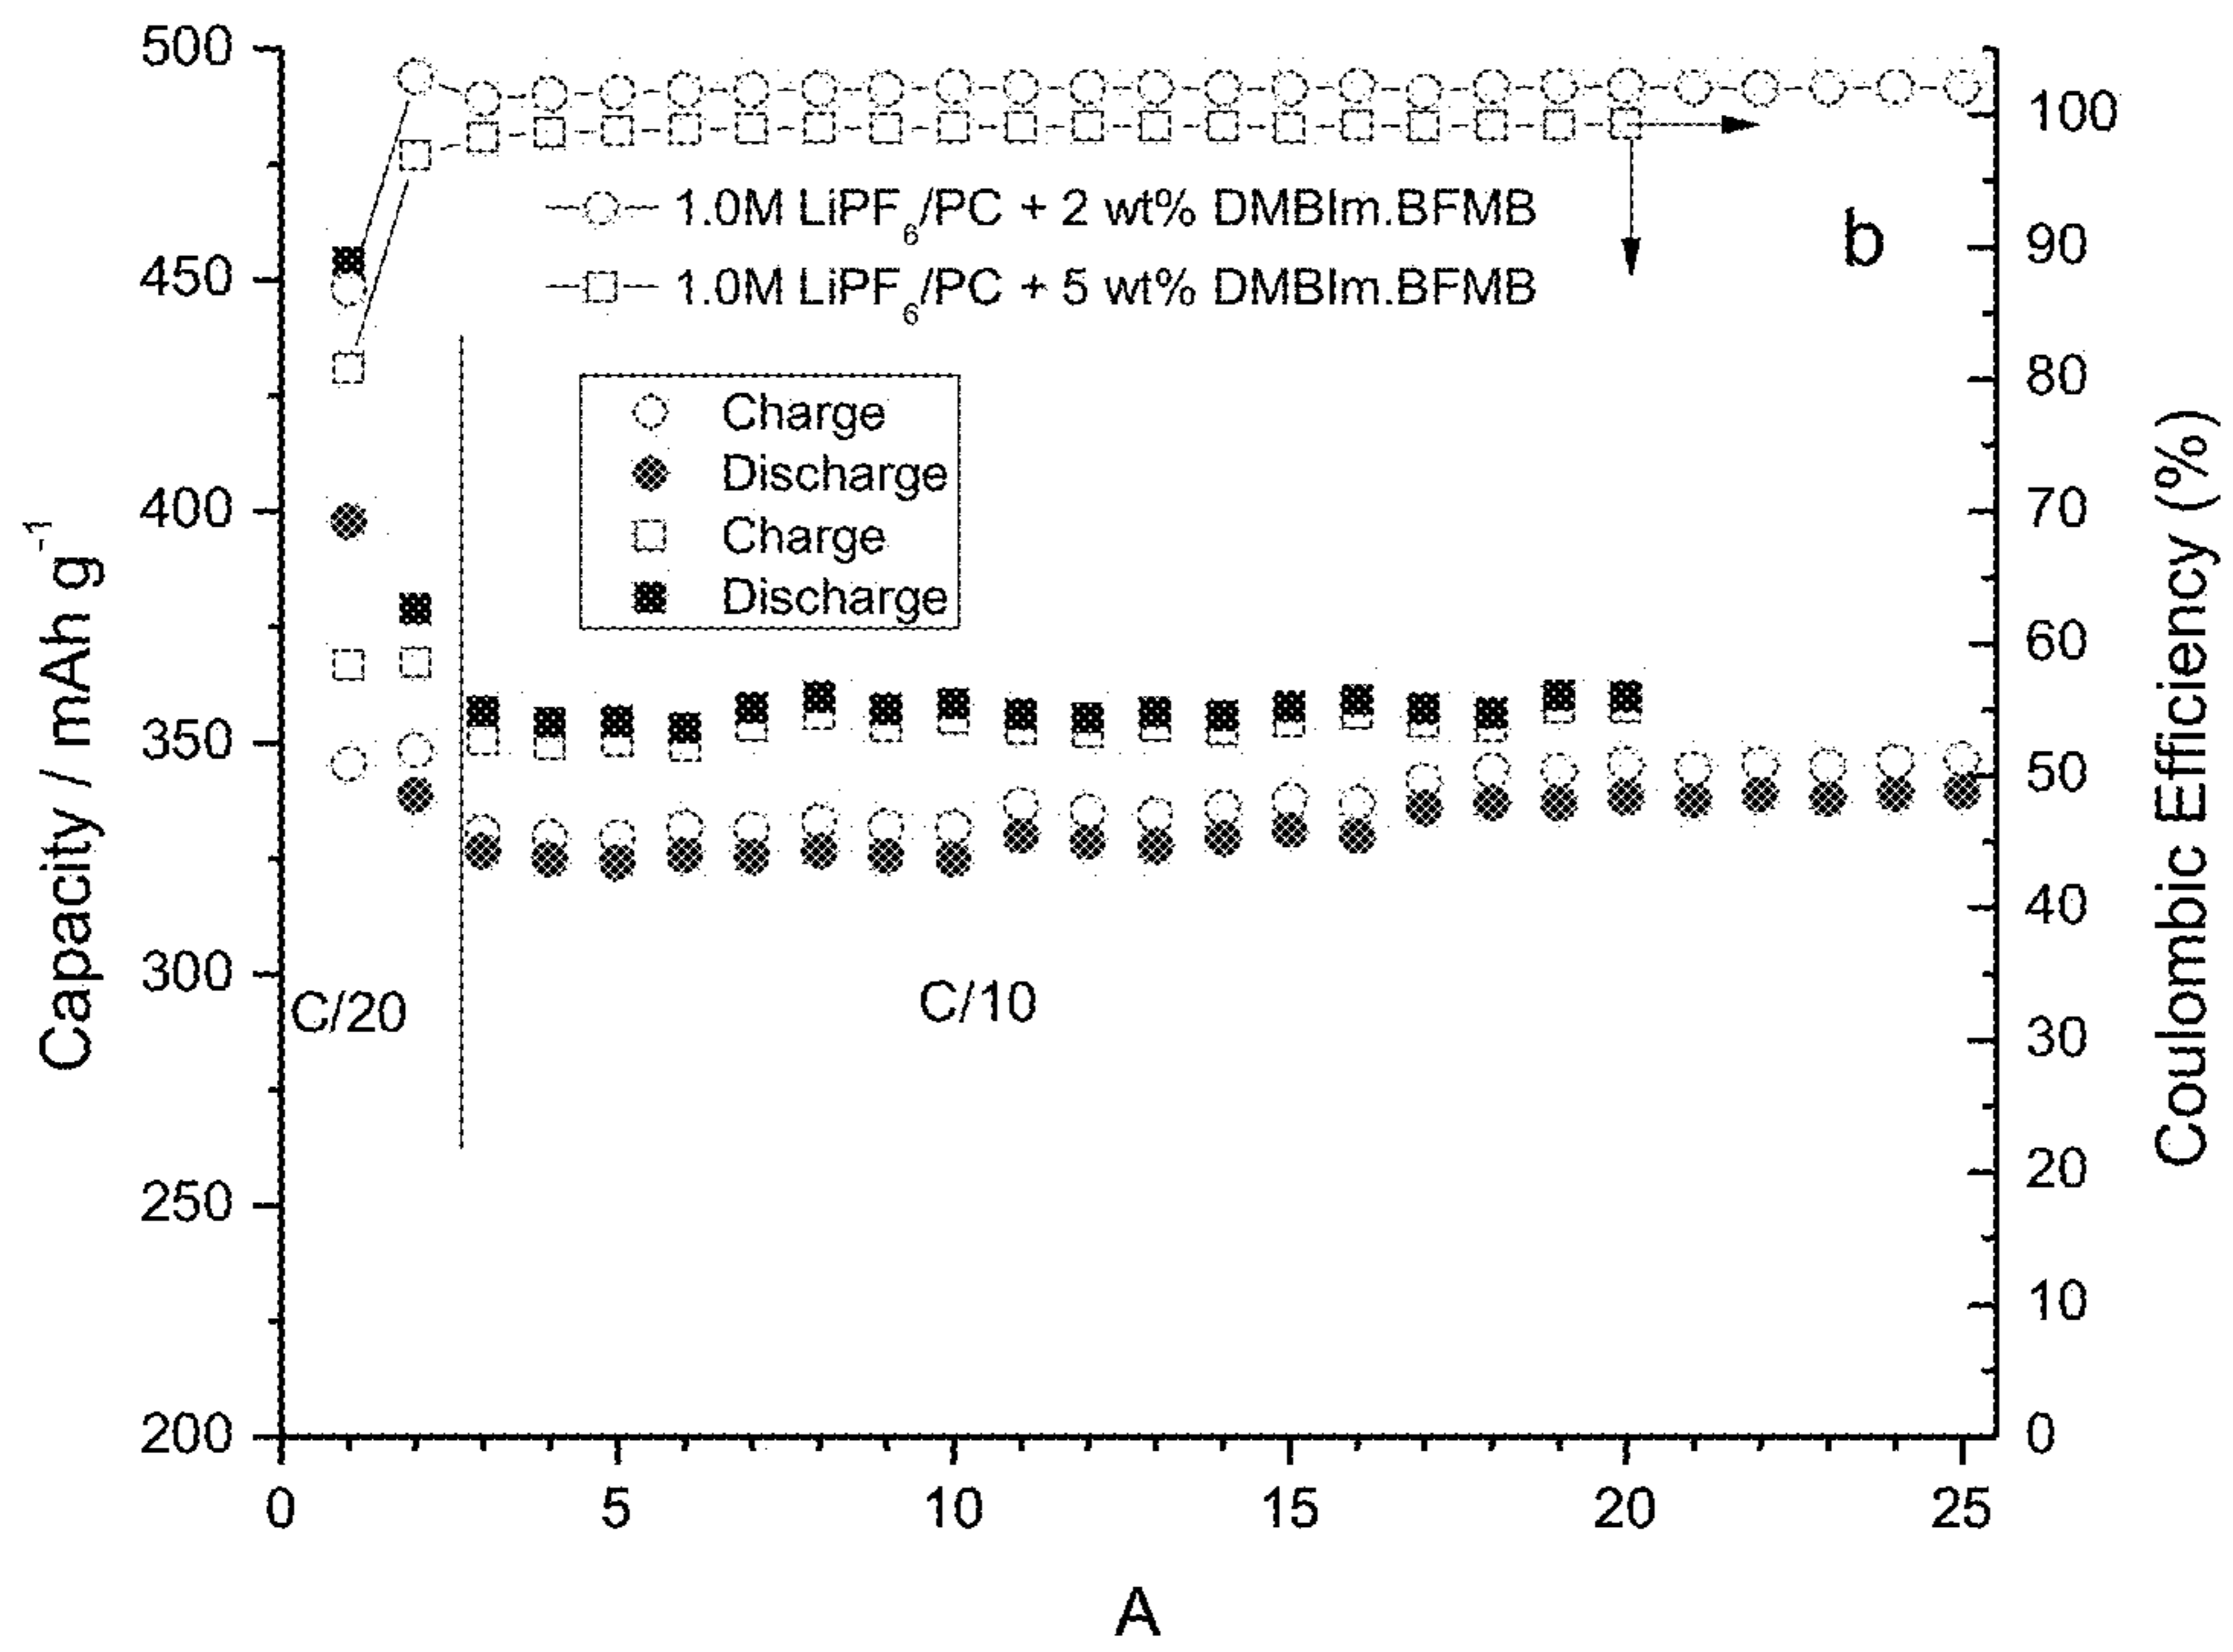 500
450
400
350
300
250
200
Capacity / mAh g⁻¹
1.0M LiPF₆/PC + 2 wt% DMBIm.BFMB
1.0M LiPF₆/PC + 5 wt% DMBIm.BFMB
b
Charge
Discharge
Charge
Discharge
C/20
C/10
100
90
80
70
60
50
40
30
20
10
0
Coulombic Efficiency (%)
0 5 10 15 20 25
A